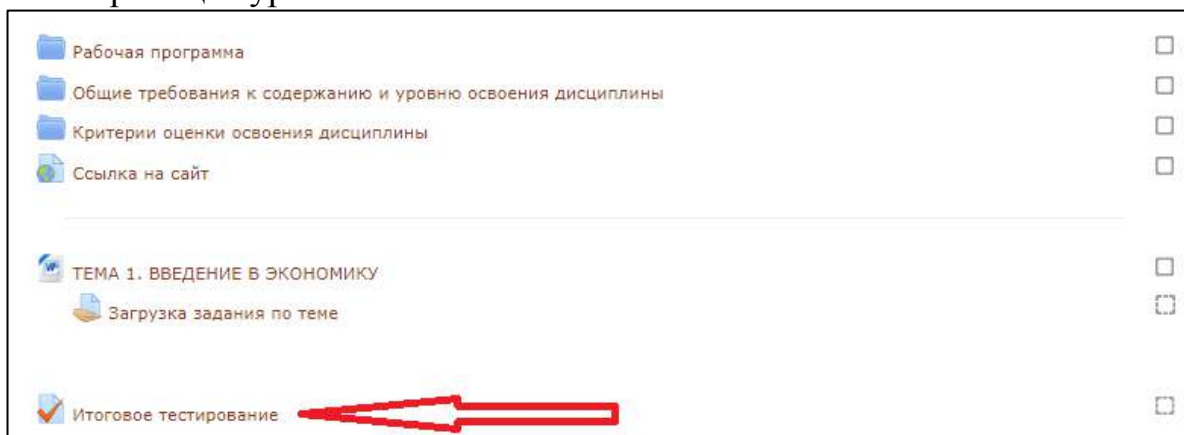 Рабочая программа
Общие требования к содержанию и уровню освоения дисциплины
Критерии оценки освоения дисциплины
Ссылка на сайт
ТЕМА 1. ВВЕДЕНИЕ В ЭКОНОМИКУ
Загрузка задания по теме
Итоговое тестирование